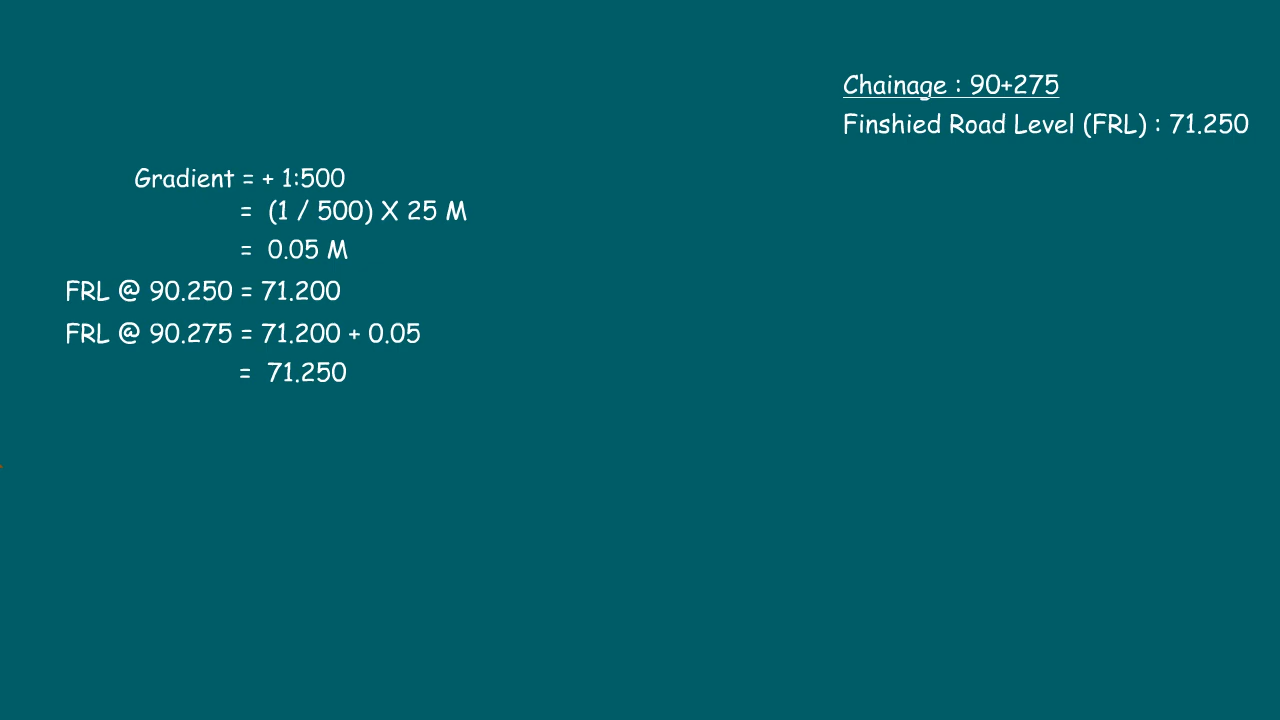 Chainage : 90+275
Finshied Road Level (FRL) : 71.250
Gradient = + 1:500
= (1 / 500) X 25 M
= 0.05 M
FRL @ 90.250 = 71.200
FRL @ 90.275 = 71.200 + 0.05
= 71.250